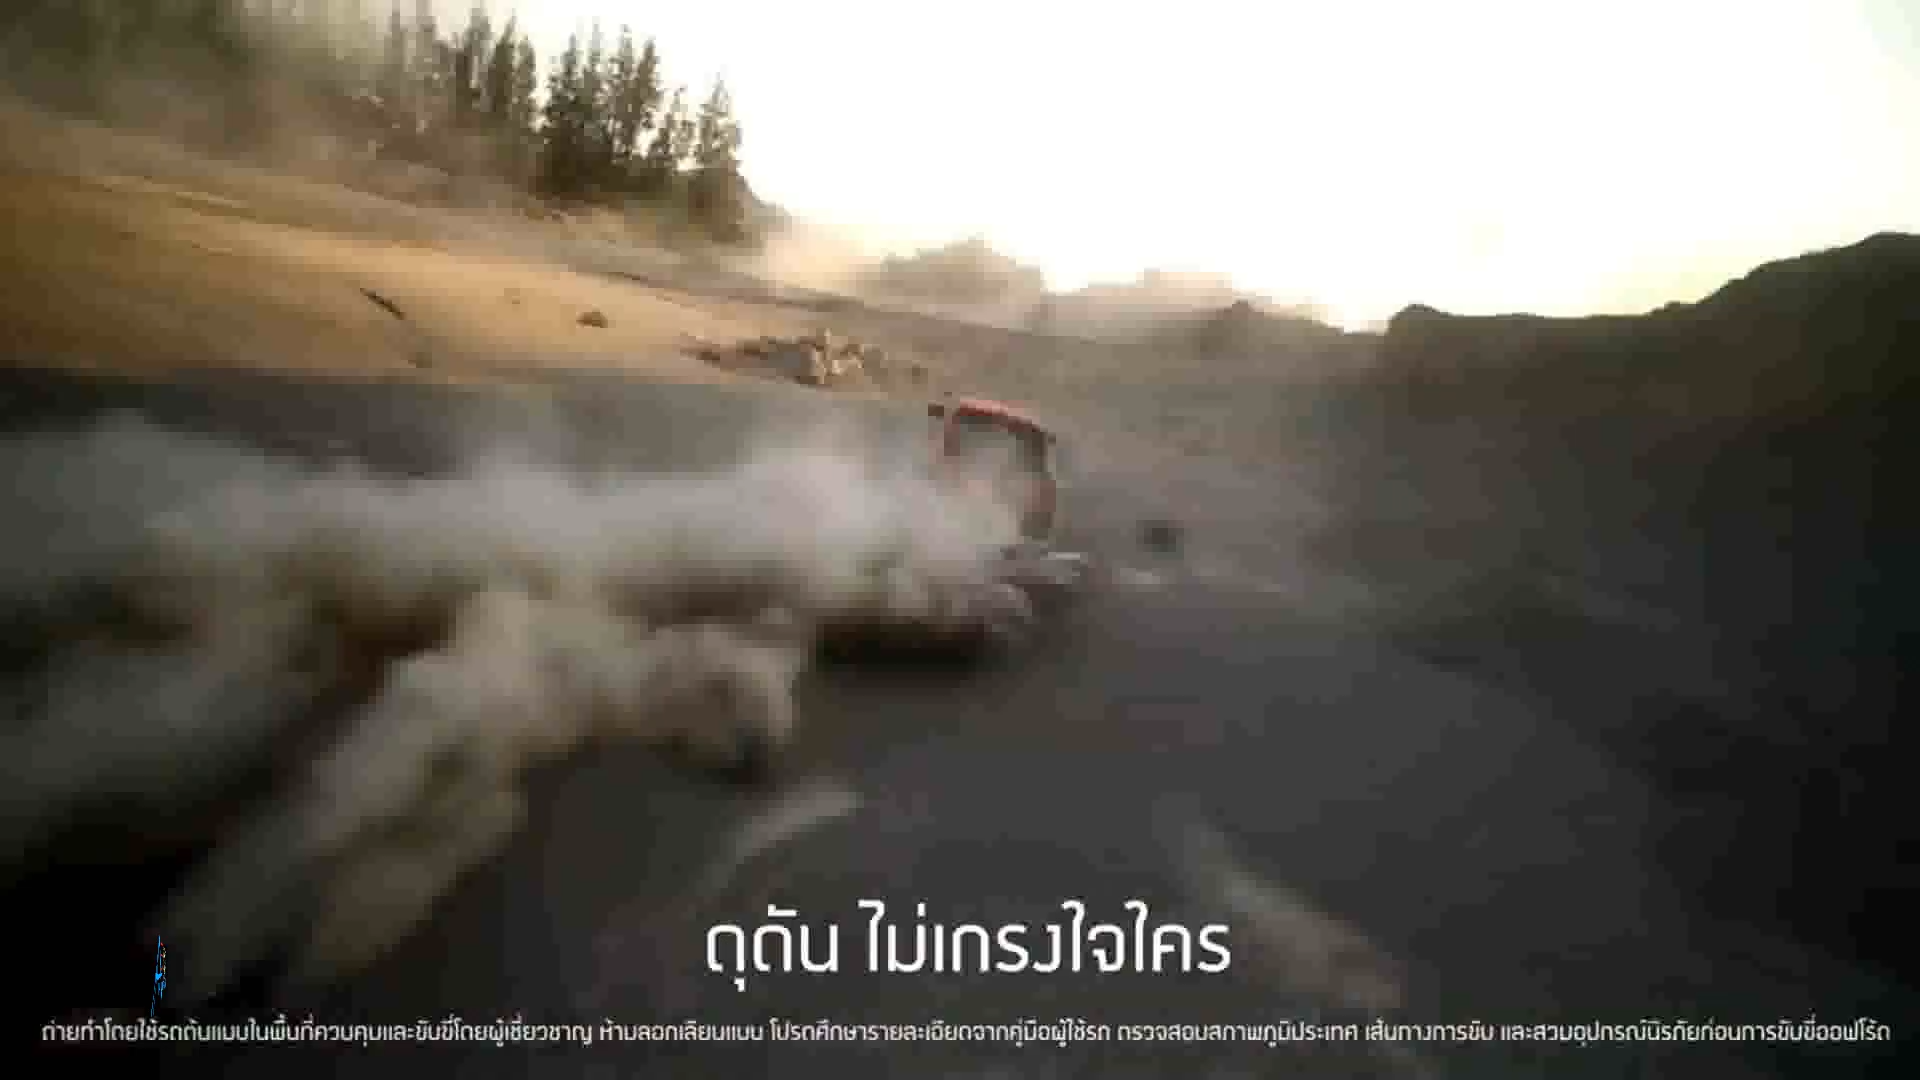 ดุดัน ไม่เกรงใจใคร
ถ่ายทำโดยใช้รถต้นแบบในพื้นที่ควบคุมและขับขี่โดยผู้เชี่ยวชาญ ห้ามลอกเลียนแบบ โปรดศึกษารายละเอียดจากคู่มือผู้ใช้รถ ตรวจสอบสภาพภูมิประเทศ เส้นทางการขับ และสวมอุปกรณ์นิรภัยก่อนการขับขี่ออฟโร้ด